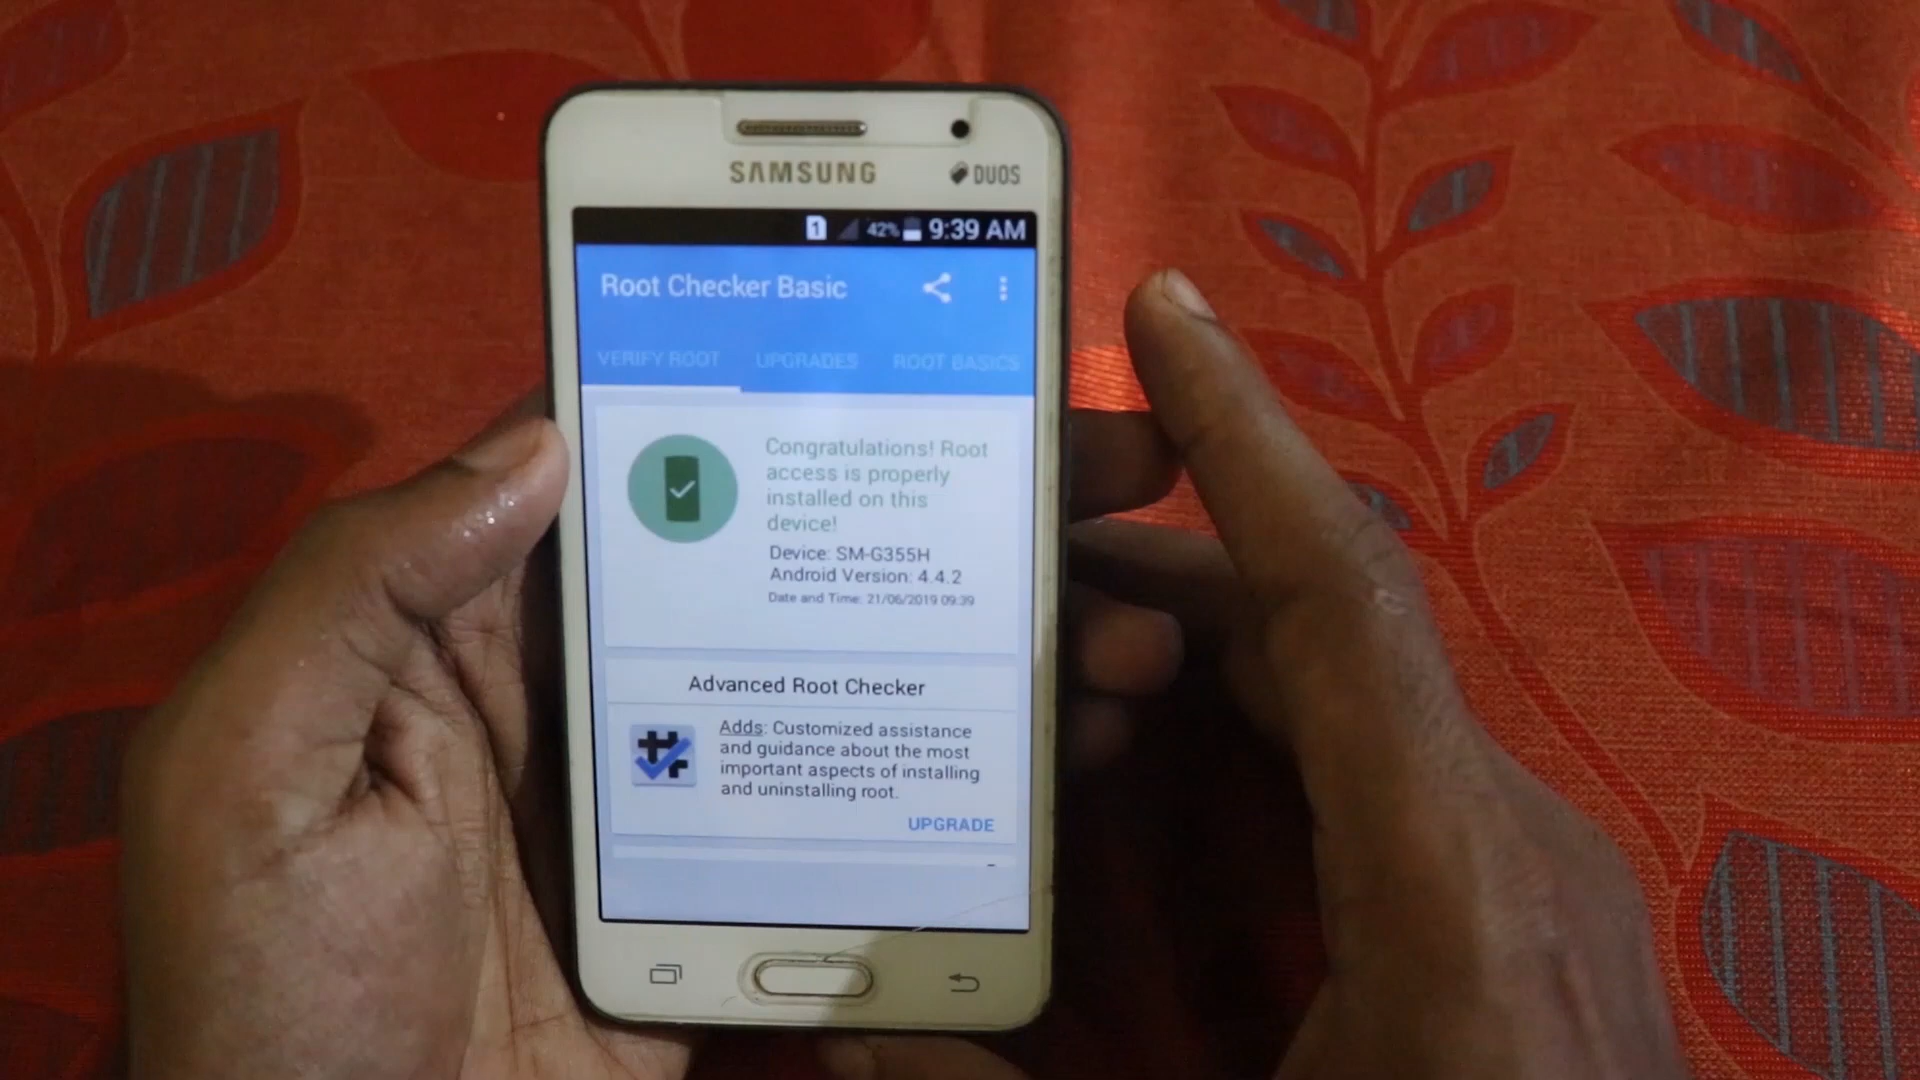 SAMSUNG
DUOS
1 42% 9:39 AM
Root Checker Basic
VERIFY ROOT UPGRADES ROOT BASICS
Congratulations! Root
access is properly
installed on this
device!
Device: SM-G355H
Android Version: 4.4.2
Date and Time: 21/06/2019 09:39
Advanced Root Checker
Adds: Customized assistance
and guidance about the most
important aspects of installing
and uninstalling root.
UPGRADE